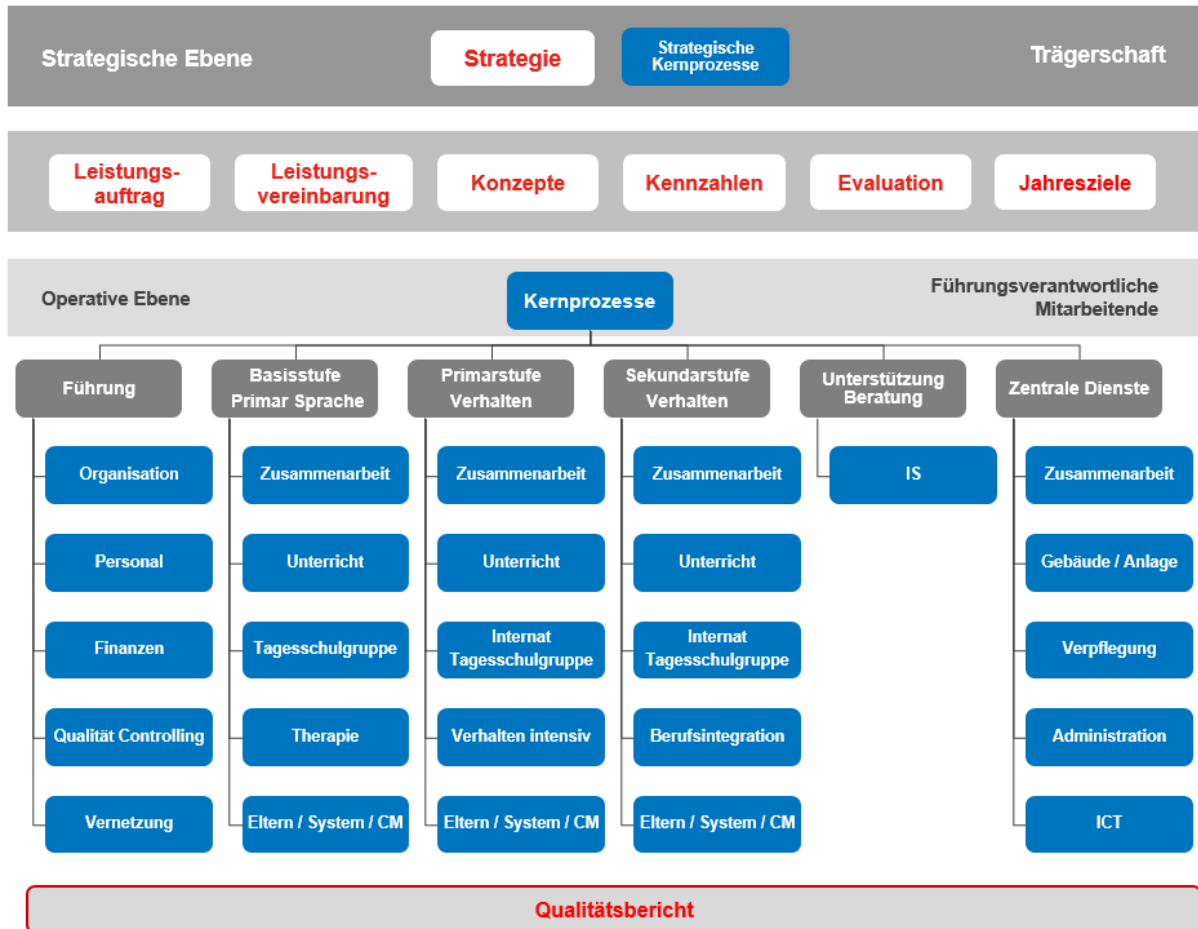 Strategische Ebene
Strategie
Strategische
Kernprozesse
Trägerschaft
Leistungs-
auftrag
Leistungs-
vereinbarung
Konzepte
Kennzahlen
Evaluation
Jahresziele
Operative Ebene
Kernprozesse
Führungsverantwortliche
Mitarbeitende
Führung
Organisation
Personal
Finanzen
Qualität Controlling
Vernetzung
Basisstufe
Primar Sprache
Zusammenarbeit
Unterricht
Tagesschulgruppe
Therapie
Eltern / System / CM
Primarstufe
Verhalten
Zusammenarbeit
Unterricht
Internat
Tagesschulgruppe
Verhalten intensiv
Eltern / System / CM
Sekundarstufe
Verhalten
Zusammenarbeit
Unterricht
Internat
Tagesschulgruppe
Berufsintegration
Eltern / System / CM
Unterstützung
Beratung
IS
Zentrale Dienste
Zusammenarbeit
Gebäude / Anlage
Verpflegung
Administration
ICT
Qualitätsbericht